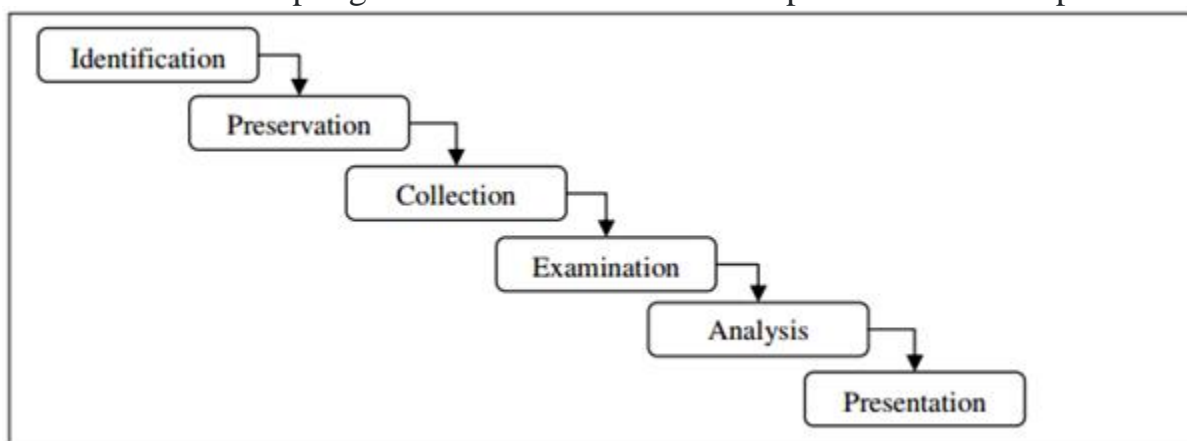 Identification
Preservation
Collection
Examination
Analysis
Presentation